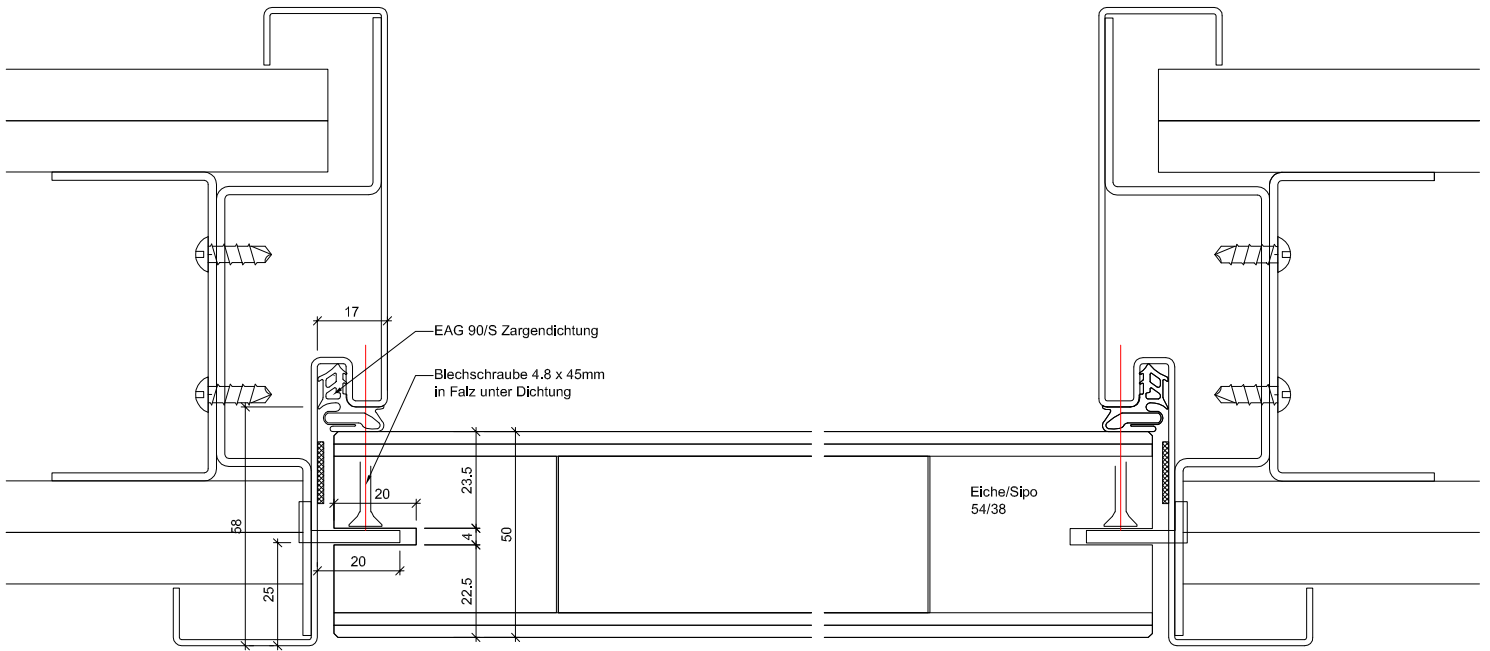 17
EAG 90/S Zargendichtung
Blechschraube 4.8 x 45mm
in Falz unter Dichtung
20
23.5
4
50
22.5
20
58
25
Eiche/Sipo
54/38